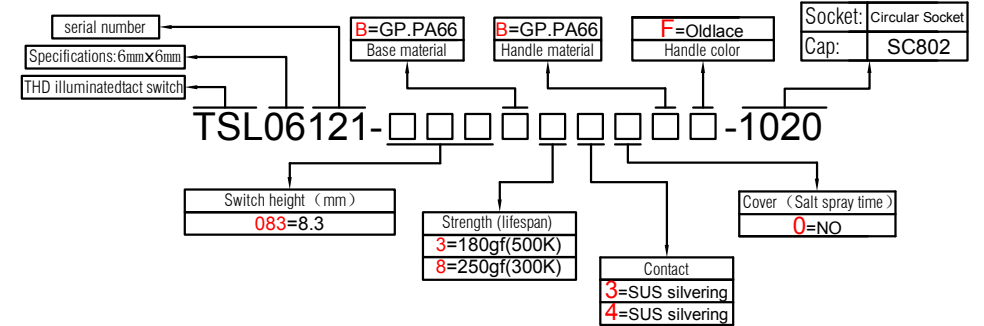 serial number
Specifications:6mmX6mm
THD illuminatedtact switch
B=GP.PA66
Base material
B=GP.PA66
Handle material
F=Oldlace
Handle color
Socket: Circular Socket
Cap: SC802
TSL06121-□□□□□□□□□-1020
Switch height（mm）
083=8.3
Strength (lifespan)
3=180gf(500K)
8=250gf(300K)
Contact
3=SUS silvering
4=SUS silvering
Cover（Salt spray time）
0=NO